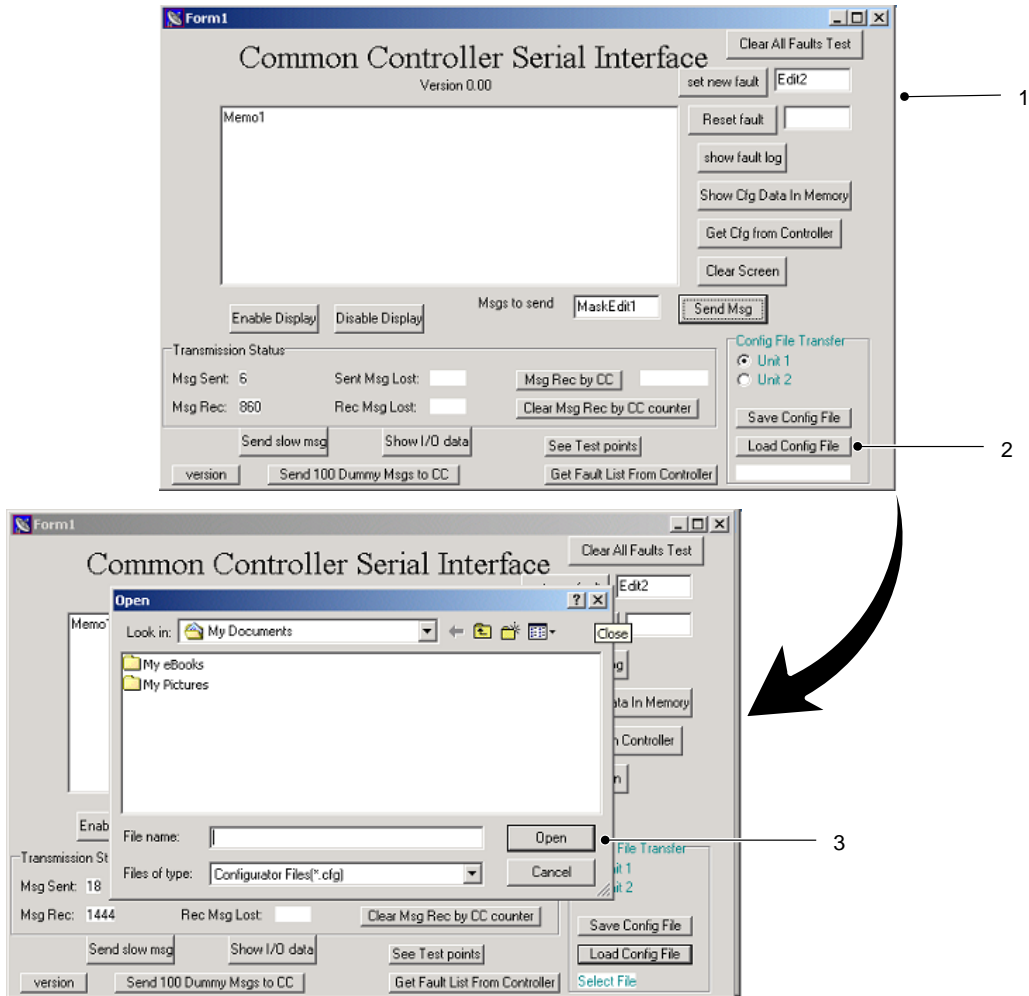 Form1
Clear All Faults Test
Common Controller Serial Interface
Version 0.00
set new fault Edit2
1
Memo1
Reset fault
show fault log
Show Cfg Data In Memory
Get Cfg from Controller
Clear Screen
Msgs to send MaskEdit1 Send Msg
Enable Display Disable Display
Transmission Status
Config File Transfer
Unit 1
Msg Sent: 6 Sent Msg Lost: Msg Rec by CC
Unit 2
Msg Rec: 860 Rec Msg Lost: Clear Msg Rec by CC counter
Save Config File
Send slow msg Show I/O data See Test points
Load Config File 2
version Send 100 Dummy Msgs to CC Get Fault List From Controller
Form1
Clear All Faults Test
Common Controller Serial Interface
Edit2
Open
Memo
Look in: My Documents
Close
My eBooks
My Pictures
og
ata In Memory
n Controller
n
Enab
File name: Open 3
File Transfer
Transmission St
Files of type: Configurator Files(*.cfg) Cancel
it 1
Msg Sent: 18
it 2
Msg Rec: 1444 Rec Msg Lost: Clear Msg Rec by CC counter
Save Config File
Send slow msg Show I/O data See Test points
Load Config File
version Send 100 Dummy Msgs to CC Get Fault List From Controller
Select File